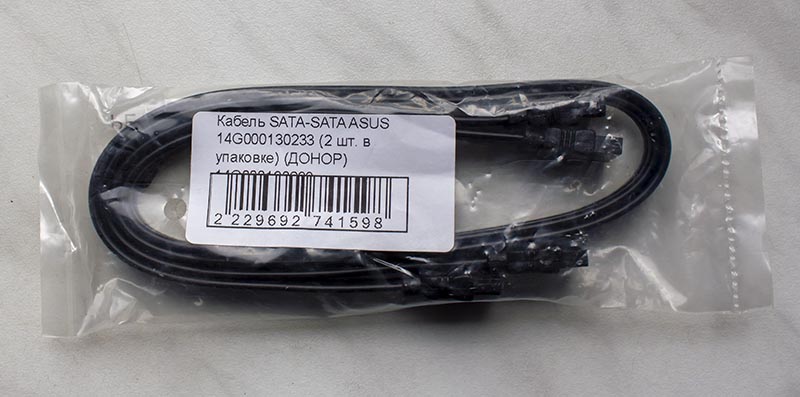 Кабель SATA-SATA ASUS
14G000130233 (2 шт. в
упаковке) (ДОНОР)
2 229692 741598